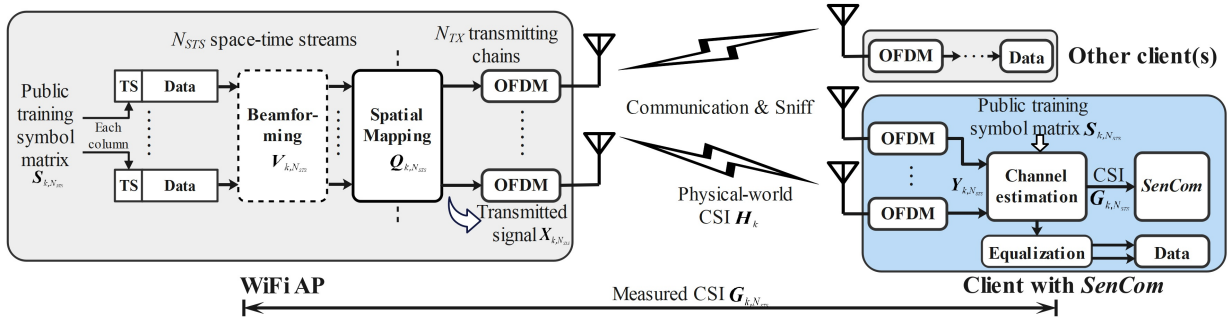 N_STS space-time streams
N_TX transmitting
chains
Public
training
symbol
matrix
S_k,N_STS
Each
column
TS Data
TS Data
Beamfor-
ming
V_k,N_STS
Spatial
Mapping
Q_k,N_STS
OFDM
OFDM
Transmitted
signal X_k,N_STS
WiFi AP
Communication & Sniff
Physical-world
CSI H_k
OFDM
Data
Other client(s)
Public training
symbol matrix S_k,N_STS
OFDM
OFDM
Y_k,N_STS
Channel
estimation
CSI
G_k,N_STS
SenCom
Equalization
Data
Client with SenCom
Measured CSI G_k,N_STS